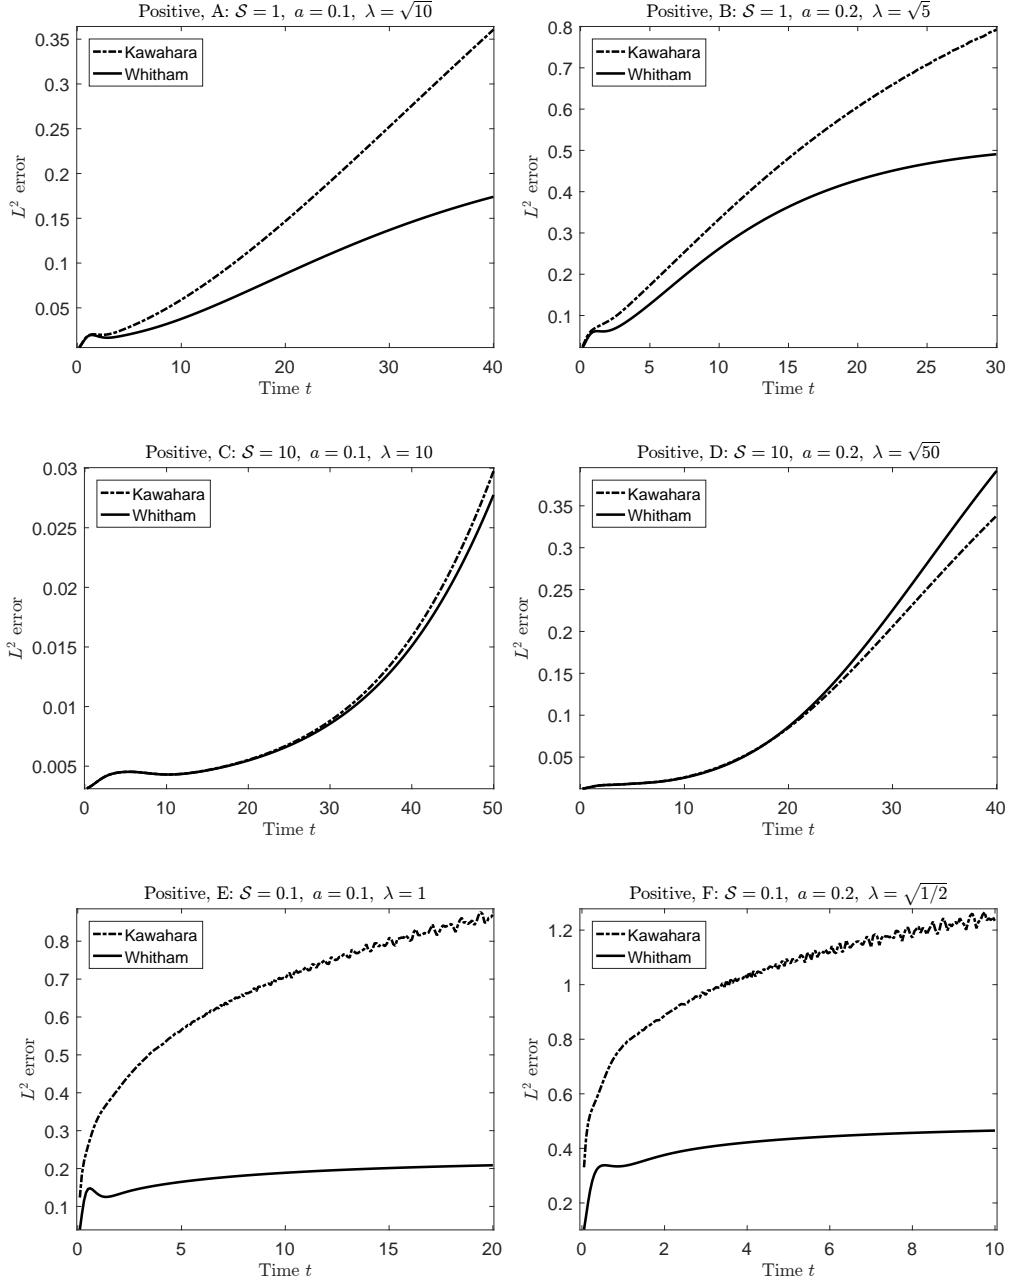 Positive, A: 𝒮 = 1, a = 0.1, λ = √10
Kawahara
Whitham
0.35
0.3
0.25
0.2
0.15
0.1
0.05
L² error
0 10 20 30 40
Time t
Positive, B: 𝒮 = 1, a = 0.2, λ = √5
Kawahara
Whitham
0.8
0.7
0.6
0.5
0.4
0.3
0.2
0.1
L² error
0 5 10 15 20 25 30
Time t
Positive, C: 𝒮 = 10, a = 0.1, λ = 10
Kawahara
Whitham
0.03
0.025
0.02
0.015
0.01
0.005
L² error
0 10 20 30 40 50
Time t
Positive, D: 𝒮 = 10, a = 0.2, λ = √50
Kawahara
Whitham
0.35
0.3
0.25
0.2
0.15
0.1
0.05
L² error
0 10 20 30 40
Time t
Positive, E: 𝒮 = 0.1, a = 0.1, λ = 1
Kawahara
Whitham
0.8
0.7
0.6
0.5
0.4
0.3
0.2
0.1
L² error
0 5 10 15 20
Time t
Positive, F: 𝒮 = 0.1, a = 0.2, λ = √1/2
Kawahara
Whitham
1.2
1
0.8
0.6
0.4
0.2
L² error
0 2 4 6 8 10
Time t